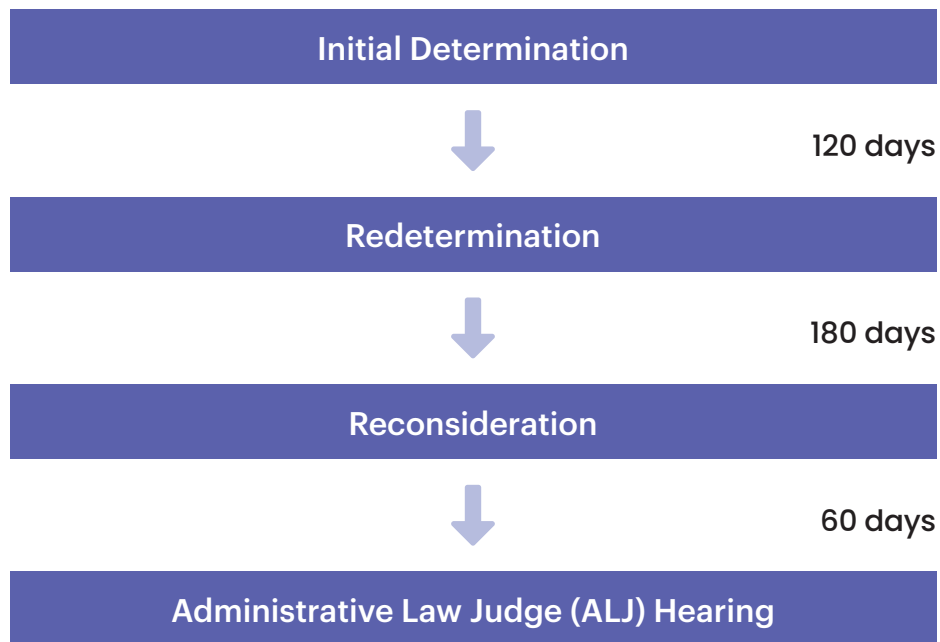 Initial Determination
120 days
Redetermination
180 days
Reconsideration
60 days
Administrative Law Judge (ALJ) Hearing